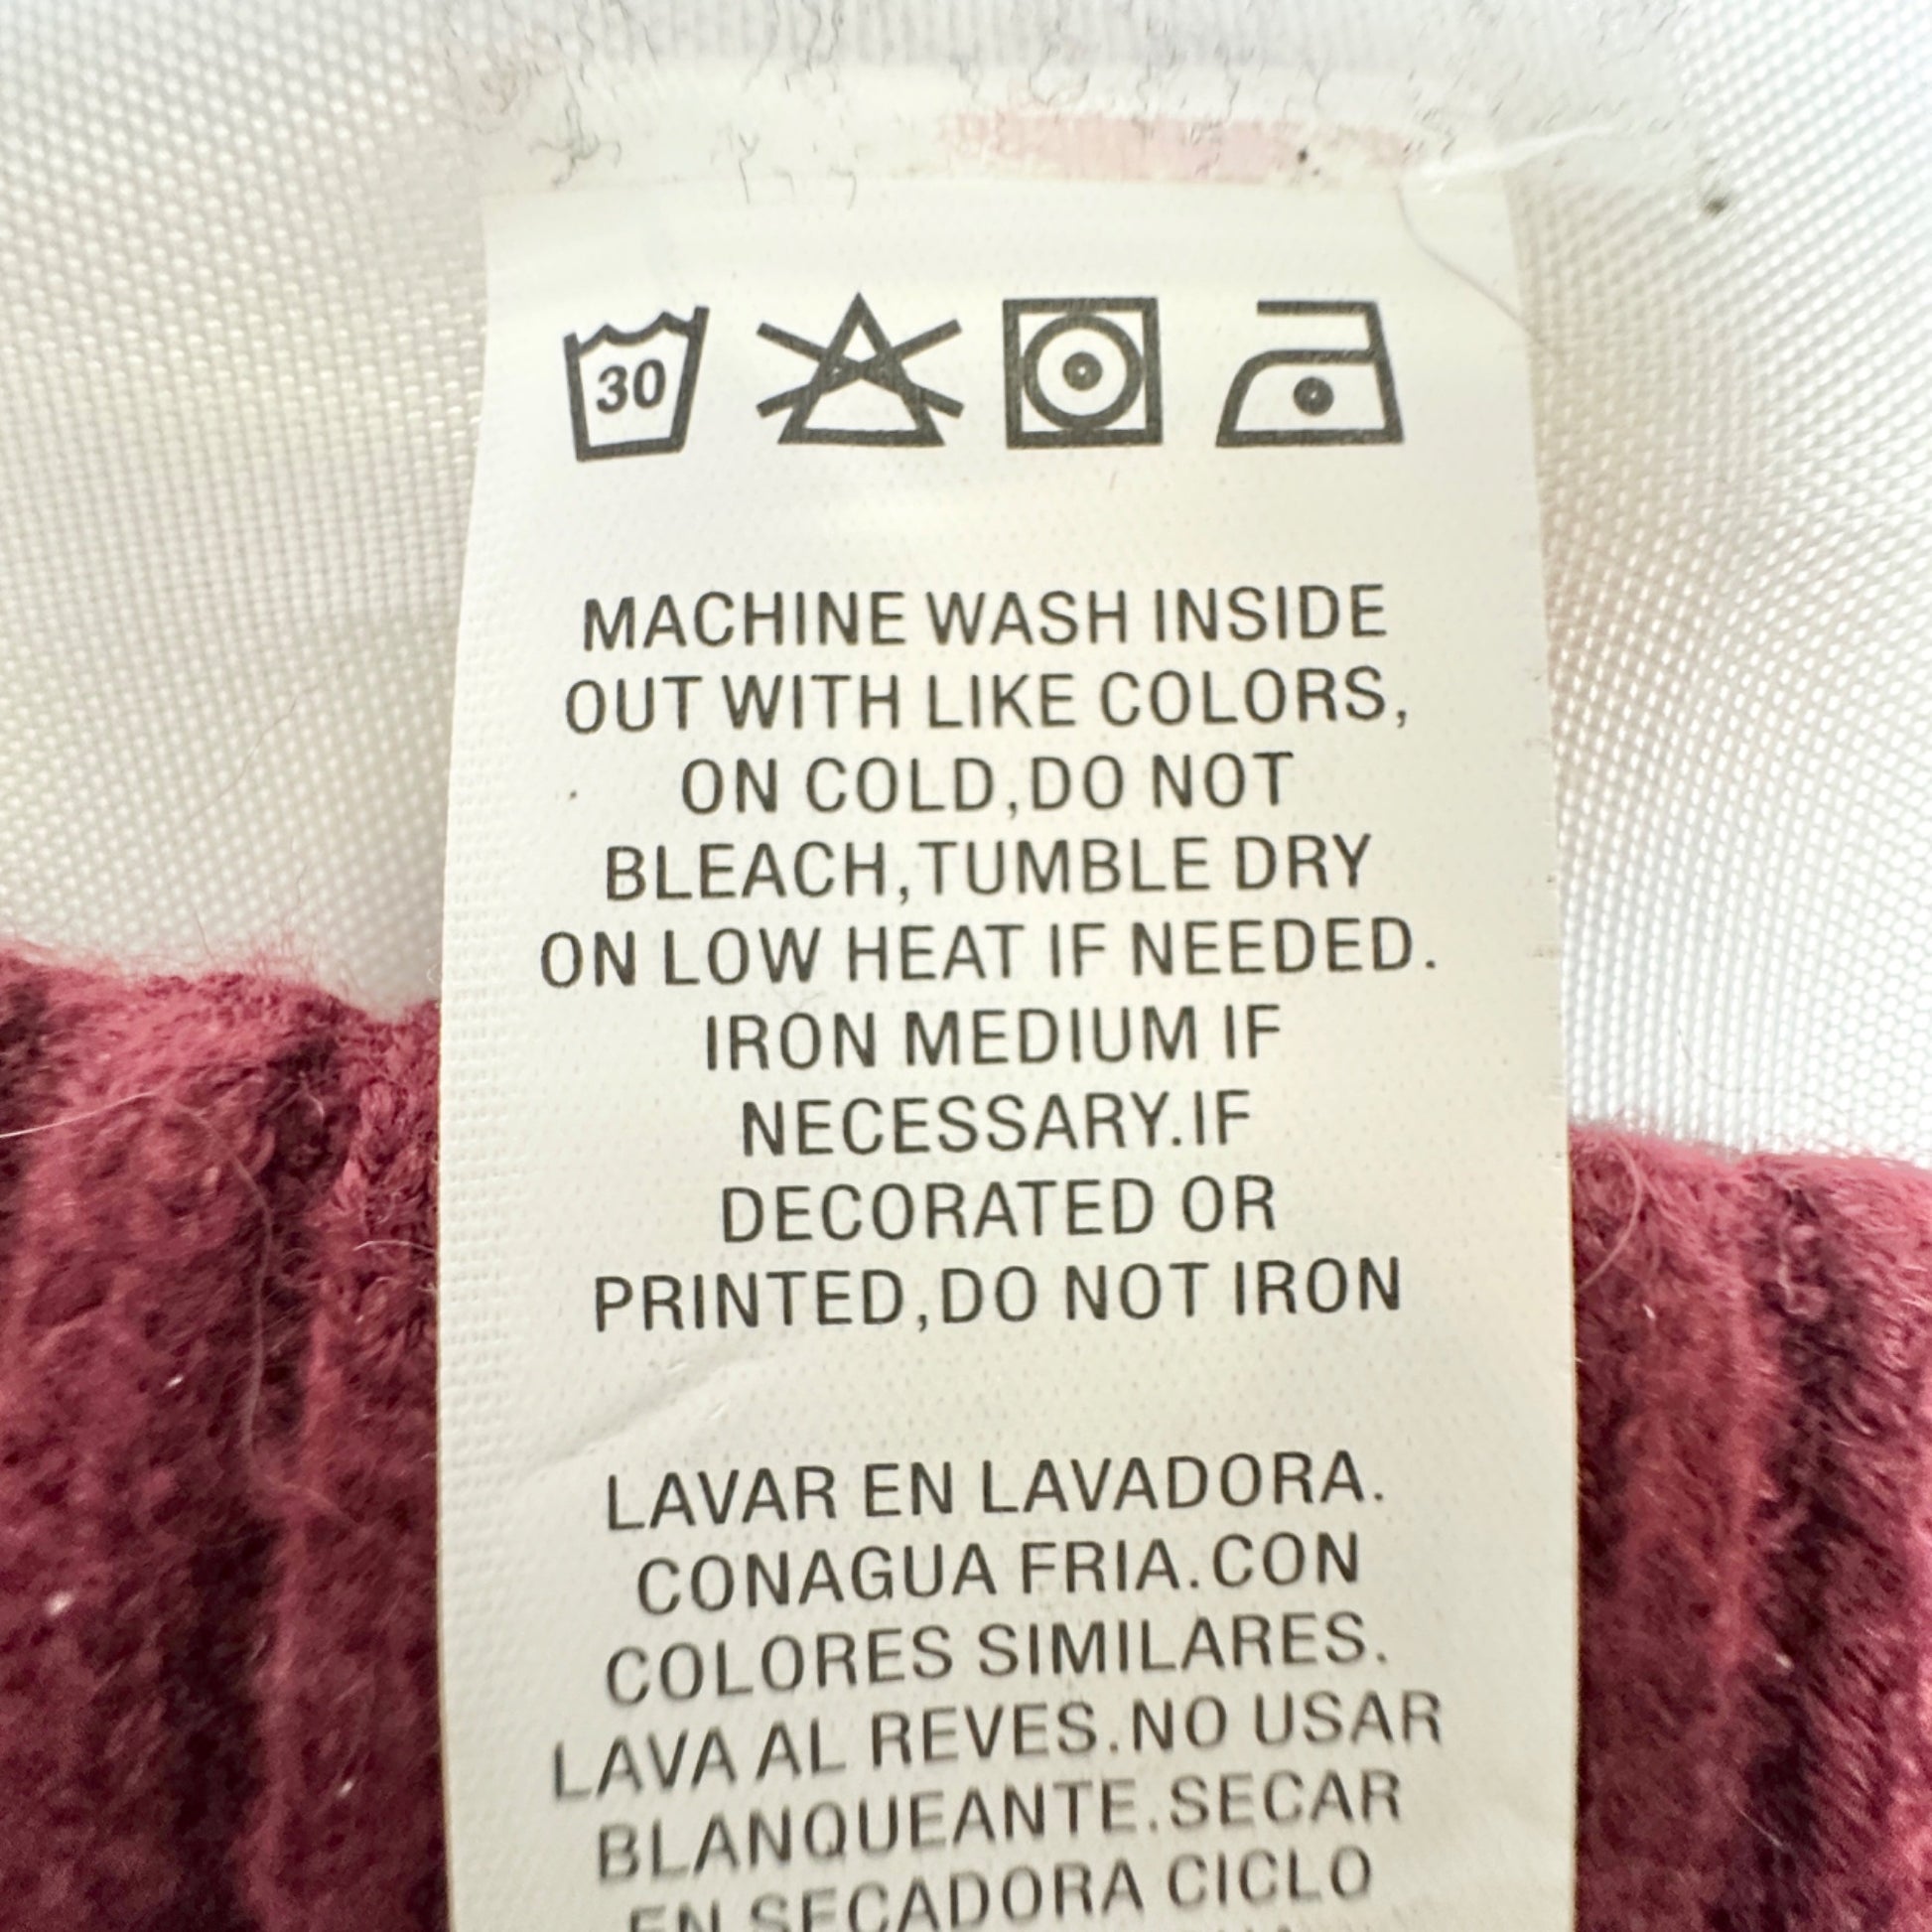 30
MACHINE WASH INSIDE
OUT WITH LIKE COLORS,
ON COLD,DO NOT
BLEACH,TUMBLE DRY
ON LOW HEAT IF NEEDED.
IRON MEDIUM IF
NECESSARY.IF
DECORATED OR
PRINTED,DO NOT IRON
LAVAR EN LAVADORA.
CONAGUA FRIA.CON
COLORES SIMILARES.
LAVA AL REVES.NO USAR
BLANQUEANTE.SECAR
EN SECADORA CICLO